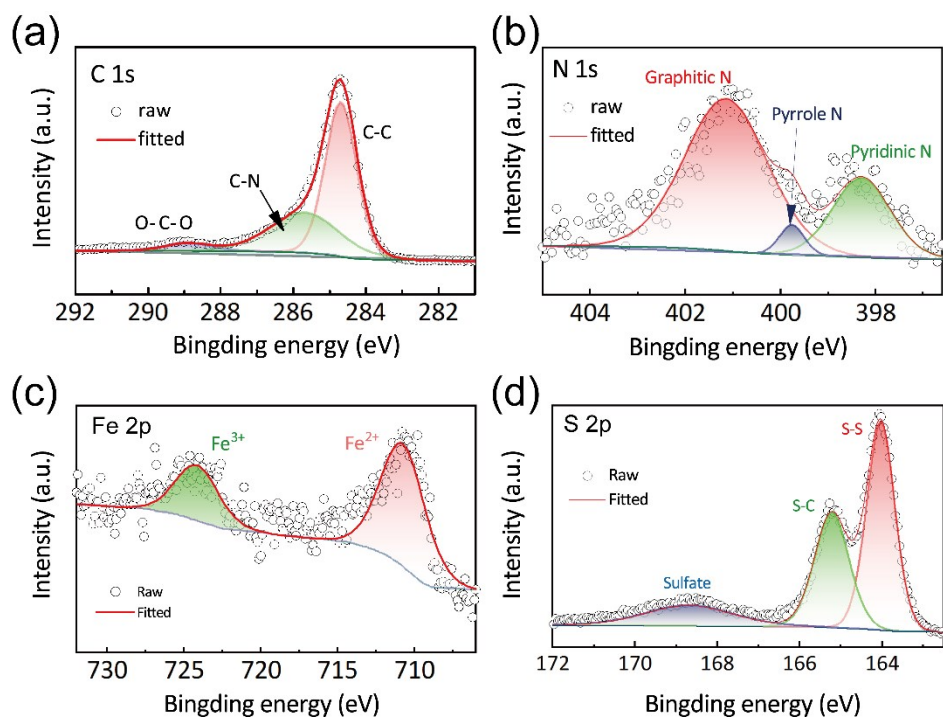 (a)
C 1s
raw
fitted
C-C
C-N
O-C-O
Intensity (a.u.)
292 290 288 286 284 282
Bingding energy (eV)
(b)
N 1s
raw
fitted
Graphitic N
Pyrrole N
Pyridinic N
Intensity (a.u.)
404 402 400 398
Bingding energy (eV)
(c)
Fe 2p
Fe³⁺
Fe²⁺
Raw
Fitted
Intensity (a.u.)
730 725 720 715 710
Bingding energy (eV)
(d)
S 2p
Raw
Fitted
S-S
S-C
Sulfate
Intensity (a.u.)
172 170 168 166 164
Bingding energy (eV)